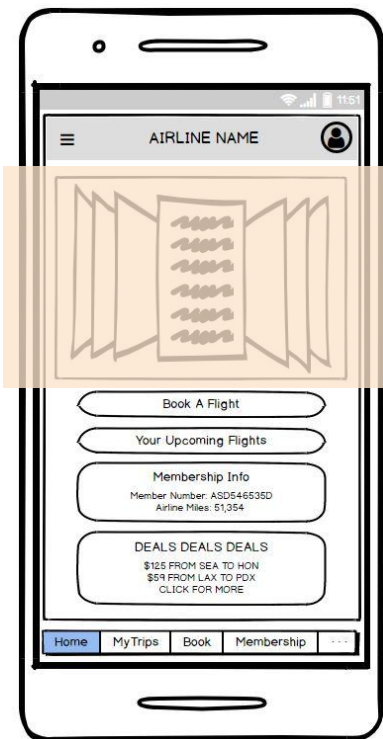 11:51
AIRLINE NAME
Book A Flight
Your Upcoming Flights
Membership Info
Member Number: ASD546535D
Airline Miles: 51,354
DEALS DEALS DEALS
$125 FROM SEA TO HON
$59 FROM LAX TO PDX
CLICK FOR MORE
Home MyTrips Book Membership ...